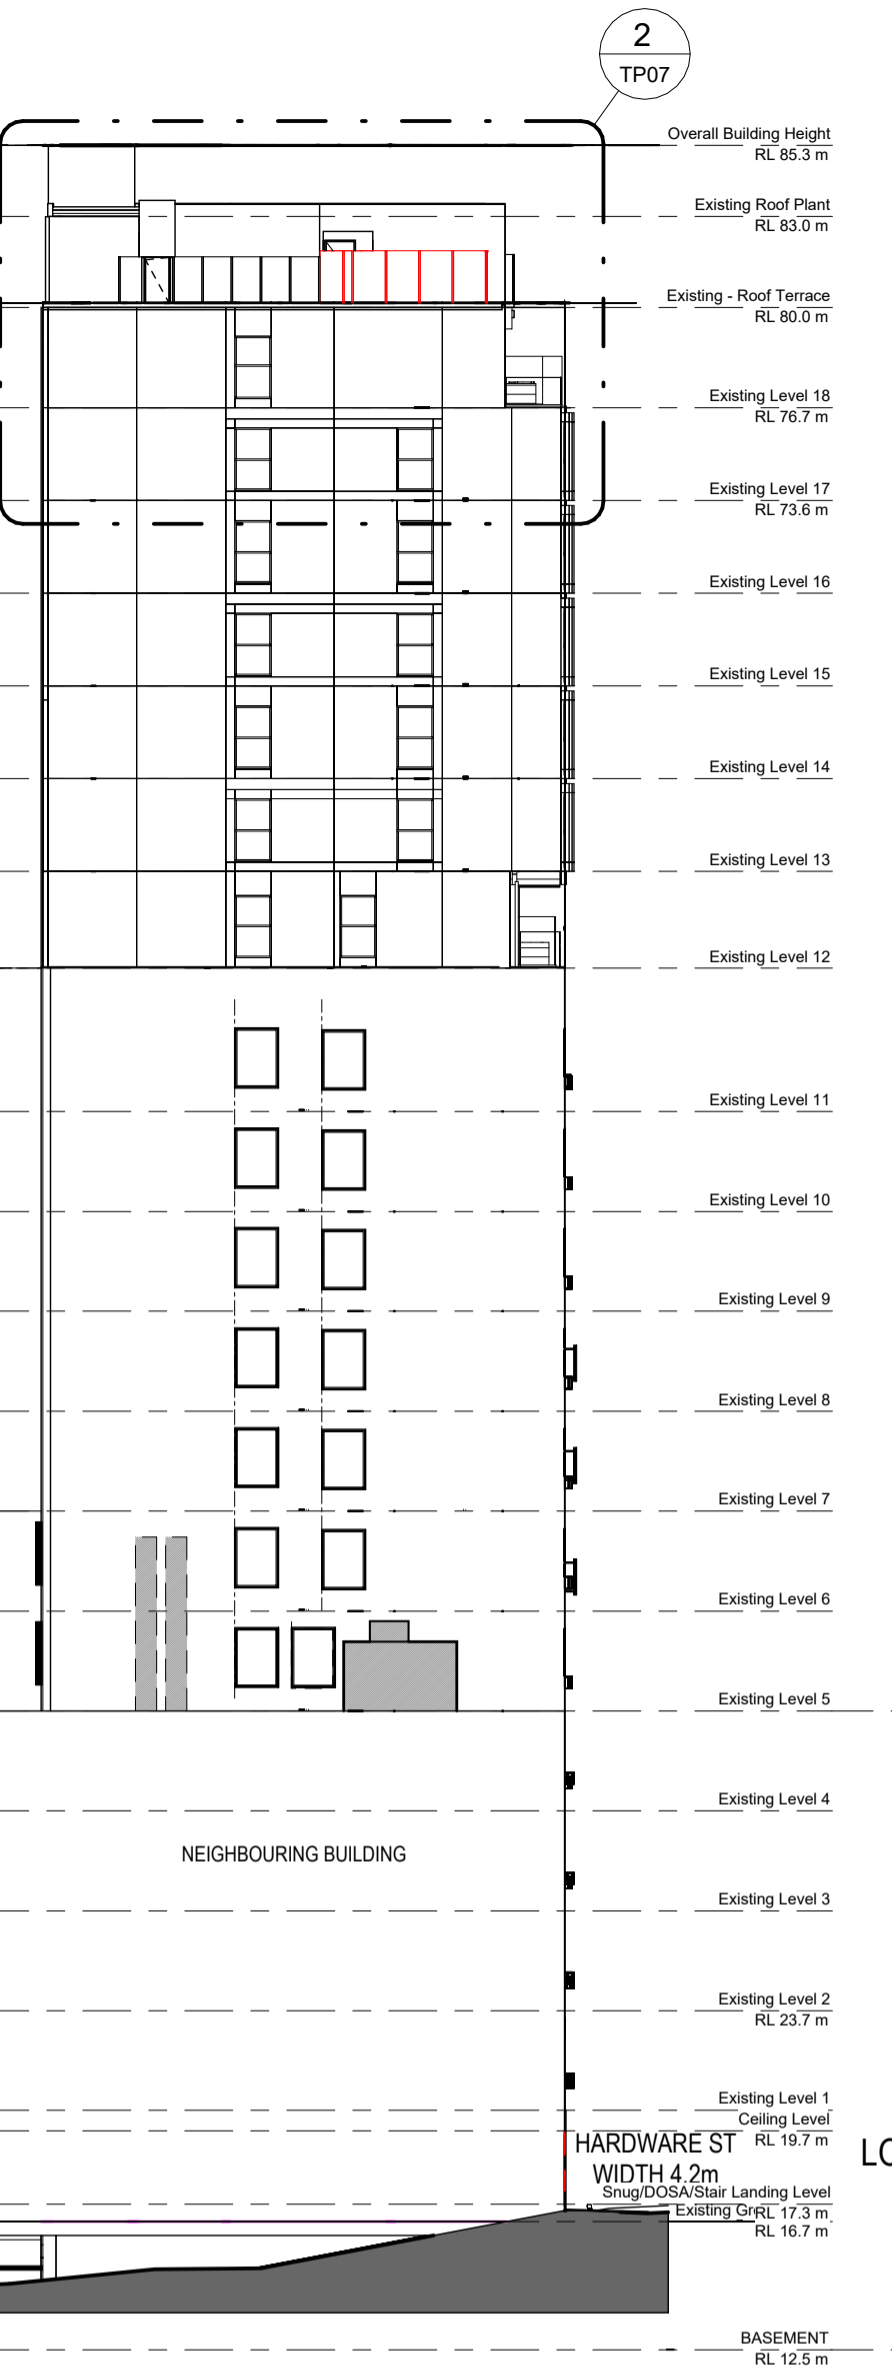 2
TP07
Overall Building Height
RL 85.3 m
Existing Roof Plant
RL 83.0 m
Existing - Roof Terrace
RL 80.0 m
Existing Level 18
RL 76.7 m
Existing Level 17
RL 73.6 m
Existing Level 16
Existing Level 15
Existing Level 14
Existing Level 13
Existing Level 12
Existing Level 11
Existing Level 10
Existing Level 9
Existing Level 8
Existing Level 7
Existing Level 6
Existing Level 5
Existing Level 4
NEIGHBOURING BUILDING
Existing Level 3
Existing Level 2
RL 23.7 m
Existing Level 1
Ceiling Level
RL 19.7 m
HARDWARE ST
WIDTH 4.2m
LO
Snug/DOSA/Stair Landing Level
RL 17.3 m
Existing Gr
RL 16.7 m
BASEMENT
RL 12.5 m